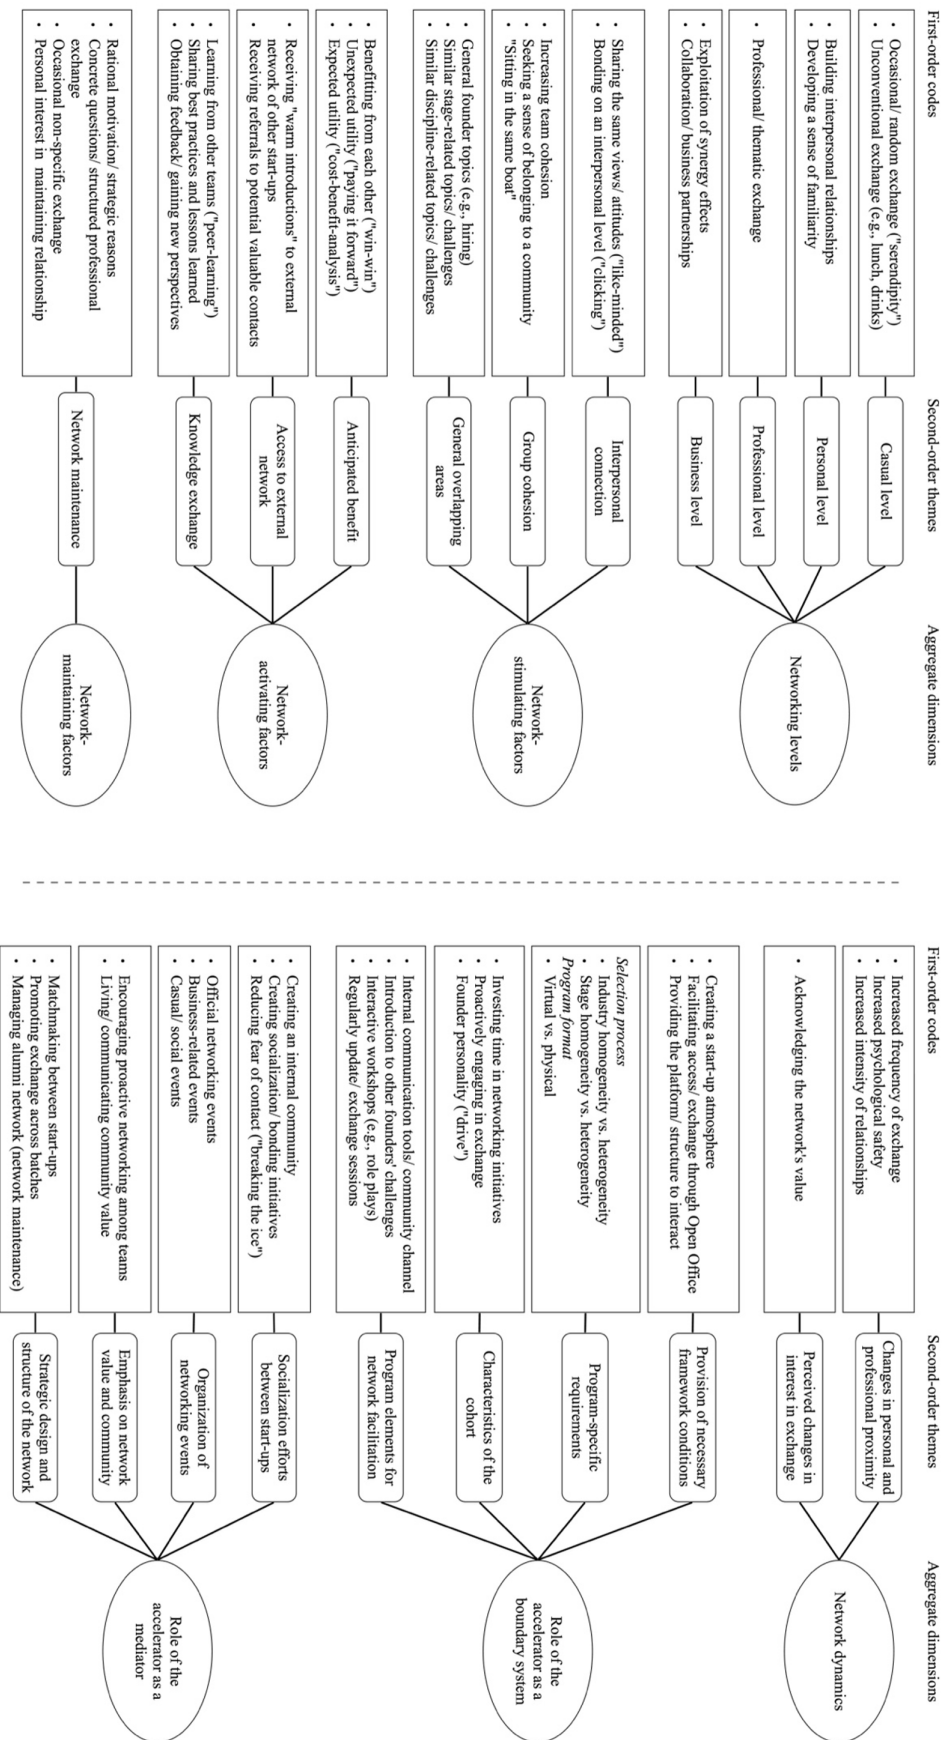 First-order codes
Second-order themes
Aggregate dimensions
• Occasional/ random exchange ("serendipity")
• Unconventional exchange (e.g., lunch, drinks)
Casual level
• Building interpersonal relationships
• Developing a sense of familiarity
Personal level
• Professional/ thematic exchange
Professional level
• Exploitation of synergy effects
• Collaboration/ business partnerships
Business level
Networking levels
• Sharing the same views/ attitudes ("like-minded")
• Bonding on an interpersonal level ("clicking")
Interpersonal
connection
• Increasing team cohesion
• Seeking a sense of belonging to a community
• "Sitting in the same boat"
Group cohesion
• General founder topics (e.g., hiring)
• Similar stage-related topics/ challenges
• Similar discipline-related topics/ challenges
General overlapping
areas
Network-
stimulating factors
• Benefitting from each other ("win-win")
• Unexpected utility ("paying it forward")
• Expected utility ("cost-benefit-analysis")
Anticipated benefit
• Receiving "warm introductions" to external
network of other start-ups
• Receiving referrals to potential valuable contacts
Access to external
network
• Learning from other teams ("peer-learning")
• Sharing best practices and lessons learned
• Obtaining feedback/ gaining new perspectives
Knowledge exchange
Network-
activating factors
• Rational motivation/ strategic reasons
• Concrete questions/ structured professional
exchange
• Occasional non-specific exchange
• Personal interest in maintaining relationship
Network maintenance
Network-
maintaining factors
First-order codes
Second-order themes
Aggregate dimensions
• Increased frequency of exchange
• Increased psychological safety
• Increased intensity of relationships
Changes in personal and
professional proximity
• Acknowledging the network's value
Perceived changes in
interest in exchange
Network dynamics
• Creating a start-up atmosphere
• Facilitating access/ exchange through Open Office
• Providing the platform/ structure to interact
Provision of necessary
framework conditions
Selection process
• Industry homogeneity vs. heterogeneity
• Stage homogeneity vs. heterogeneity
Program format
• Virtual vs. physical
Program-specific
requirements
• Investing time in networking initiatives
• Proactively engaging in exchange
• Founder personality ("drive")
Characteristics of the
cohort
• Internal communication tools/ community channel
• Introduction to other founders' challenges
• Interactive workshops (e.g., role plays)
• Regularly update/ exchange sessions
Program elements for
network facilitation
Role of the
accelerator as a
boundary system
• Creating an internal community
• Creating socialization/ bonding initiatives
• Reducing fear of contact ("breaking the ice")
Socialization efforts
between start-ups
• Official networking events
• Business-related events
• Casual/ social events
Organization of
networking events
• Encouraging proactive networking among teams
• Living/ communicating community value
Emphasis on network
value and community
• Matchmaking between start-ups
• Promoting exchange across batches
• Managing alumni network (network maintenance)
Strategic design and
structure of the network
Role of the
accelerator as a
mediator